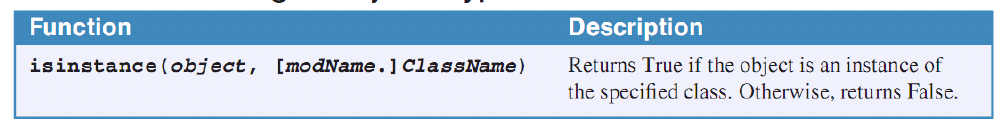 Function Description
isinstance(object, [modName.]ClassName) Returns True if the object is an instance of
the specified class. Otherwise, returns False.